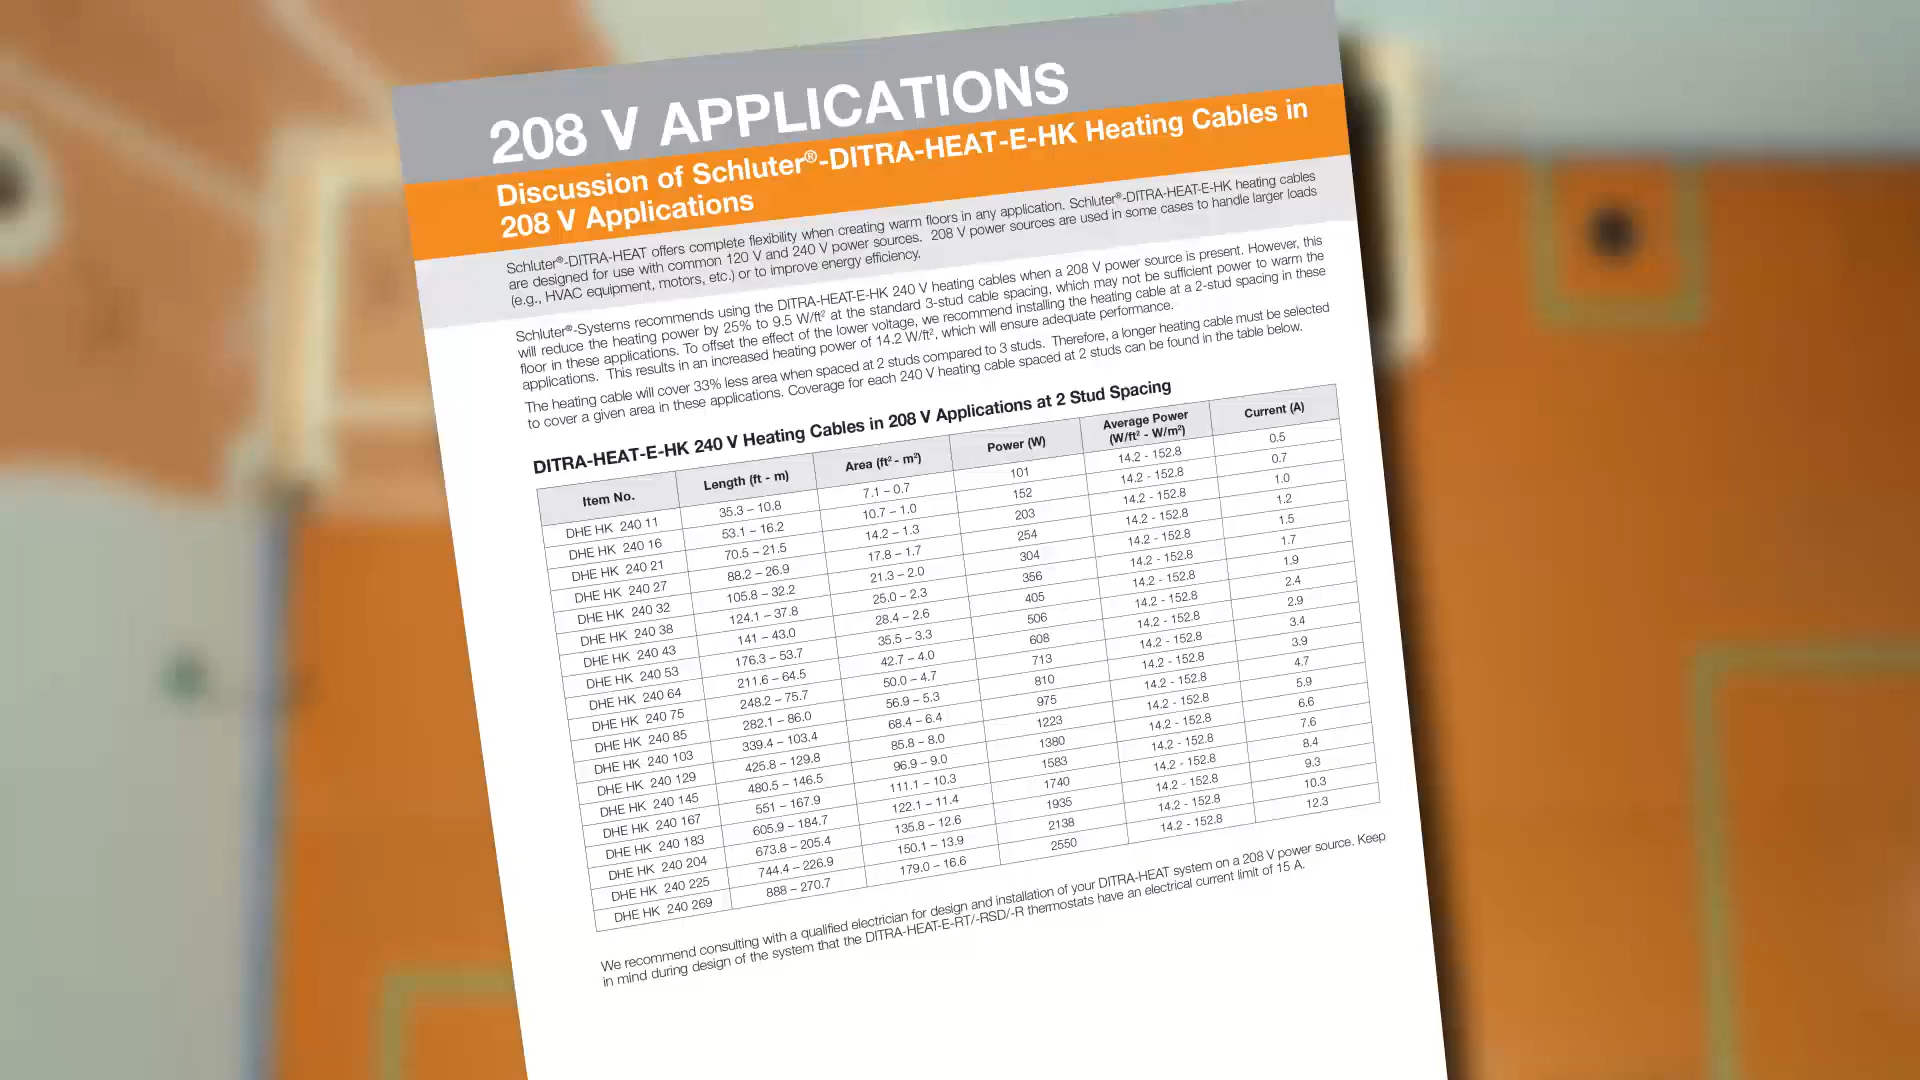 208 V APPLICATIONS
Discussion of Schluter®-DITRA-HEAT-E-HK Heating Cables in
208 V Applications
Schluter®-DITRA-HEAT offers complete flexibility when creating warm floors in any application. Schluter®-DITRA-HEAT-E-HK heating cables
are designed for use with common 120 V and 240 V power sources. 208 V power sources are used in some cases to handle larger loads
(e.g., HVAC equipment, motors, etc.) or to improve energy efficiency.
Schluter®-Systems recommends using the DITRA-HEAT-E-HK 240 V heating cables when a 208 V power source is present. However, this
will reduce the heating power by 25% to 9.5 W/ft² at the standard 3-stud cable spacing, which may not be sufficient power to warm the
floor in these applications. To offset the effect of the lower voltage, we recommend installing the heating cable at a 2-stud spacing in these
applications. This results in an increased heating power of 14.2 W/ft², which will ensure adequate performance.
The heating cable will cover 33% less area when spaced at 2 studs compared to 3 studs. Therefore, a longer heating cable must be selected
to cover a given area in these applications. Coverage for each 240 V heating cable spaced at 2 studs can be found in the table below.
DITRA-HEAT-E-HK 240 V Heating Cables in 208 V Applications at 2 Stud Spacing
Item No. Length (ft - m) Area (ft² - m²) Power (W) Average Power (W/ft² - W/m²) Current (A)
DHE HK 240 11 35.3 – 10.8 7.1 – 0.7 101 14.2 - 152.8 0.5
DHE HK 240 16 53.1 – 16.2 10.7 – 1.0 152 14.2 - 152.8 0.7
DHE HK 240 21 70.5 – 21.5 14.2 – 1.3 203 14.2 - 152.8 1.0
DHE HK 240 27 88.2 – 26.9 17.8 – 1.7 254 14.2 - 152.8 1.2
DHE HK 240 32 105.8 – 32.2 21.3 – 2.0 304 14.2 - 152.8 1.5
DHE HK 240 38 124.1 – 37.8 25.0 – 2.3 356 14.2 - 152.8 1.7
DHE HK 240 43 141 – 43.0 28.4 – 2.6 405 14.2 - 152.8 1.9
DHE HK 240 53 176.3 – 53.7 35.5 – 3.3 506 14.2 - 152.8 2.4
DHE HK 240 64 211.6 – 64.5 42.7 – 4.0 608 14.2 - 152.8 2.9
DHE HK 240 75 248.2 – 75.7 50.0 – 4.7 713 14.2 - 152.8 3.4
DHE HK 240 85 282.1 – 86.0 56.9 – 5.3 810 14.2 - 152.8 3.9
DHE HK 240 103 339.4 – 103.4 68.4 – 6.4 975 14.2 - 152.8 4.7
DHE HK 240 129 425.8 – 129.8 85.8 – 8.0 1223 14.2 - 152.8 5.9
DHE HK 240 145 480.5 – 146.5 96.9 – 9.0 1380 14.2 - 152.8 6.6
DHE HK 240 167 551 – 167.9 111.1 – 10.3 1583 14.2 - 152.8 7.6
DHE HK 240 183 605.9 – 184.7 122.1 – 11.4 1740 14.2 - 152.8 8.4
DHE HK 240 204 673.8 – 205.4 135.8 – 12.6 1935 14.2 - 152.8 9.3
DHE HK 240 225 744.4 – 226.9 150.1 – 13.9 2138 14.2 - 152.8 10.3
DHE HK 240 269 888 – 270.7 179.0 – 16.6 2550 14.2 - 152.8 12.3
We recommend consulting with a qualified electrician for design and installation of your DITRA-HEAT system on a 208 V power source. Keep
in mind during design of the system that the DITRA-HEAT-E-RT/-RSD/-R thermostats have an electrical current limit of 15 A.